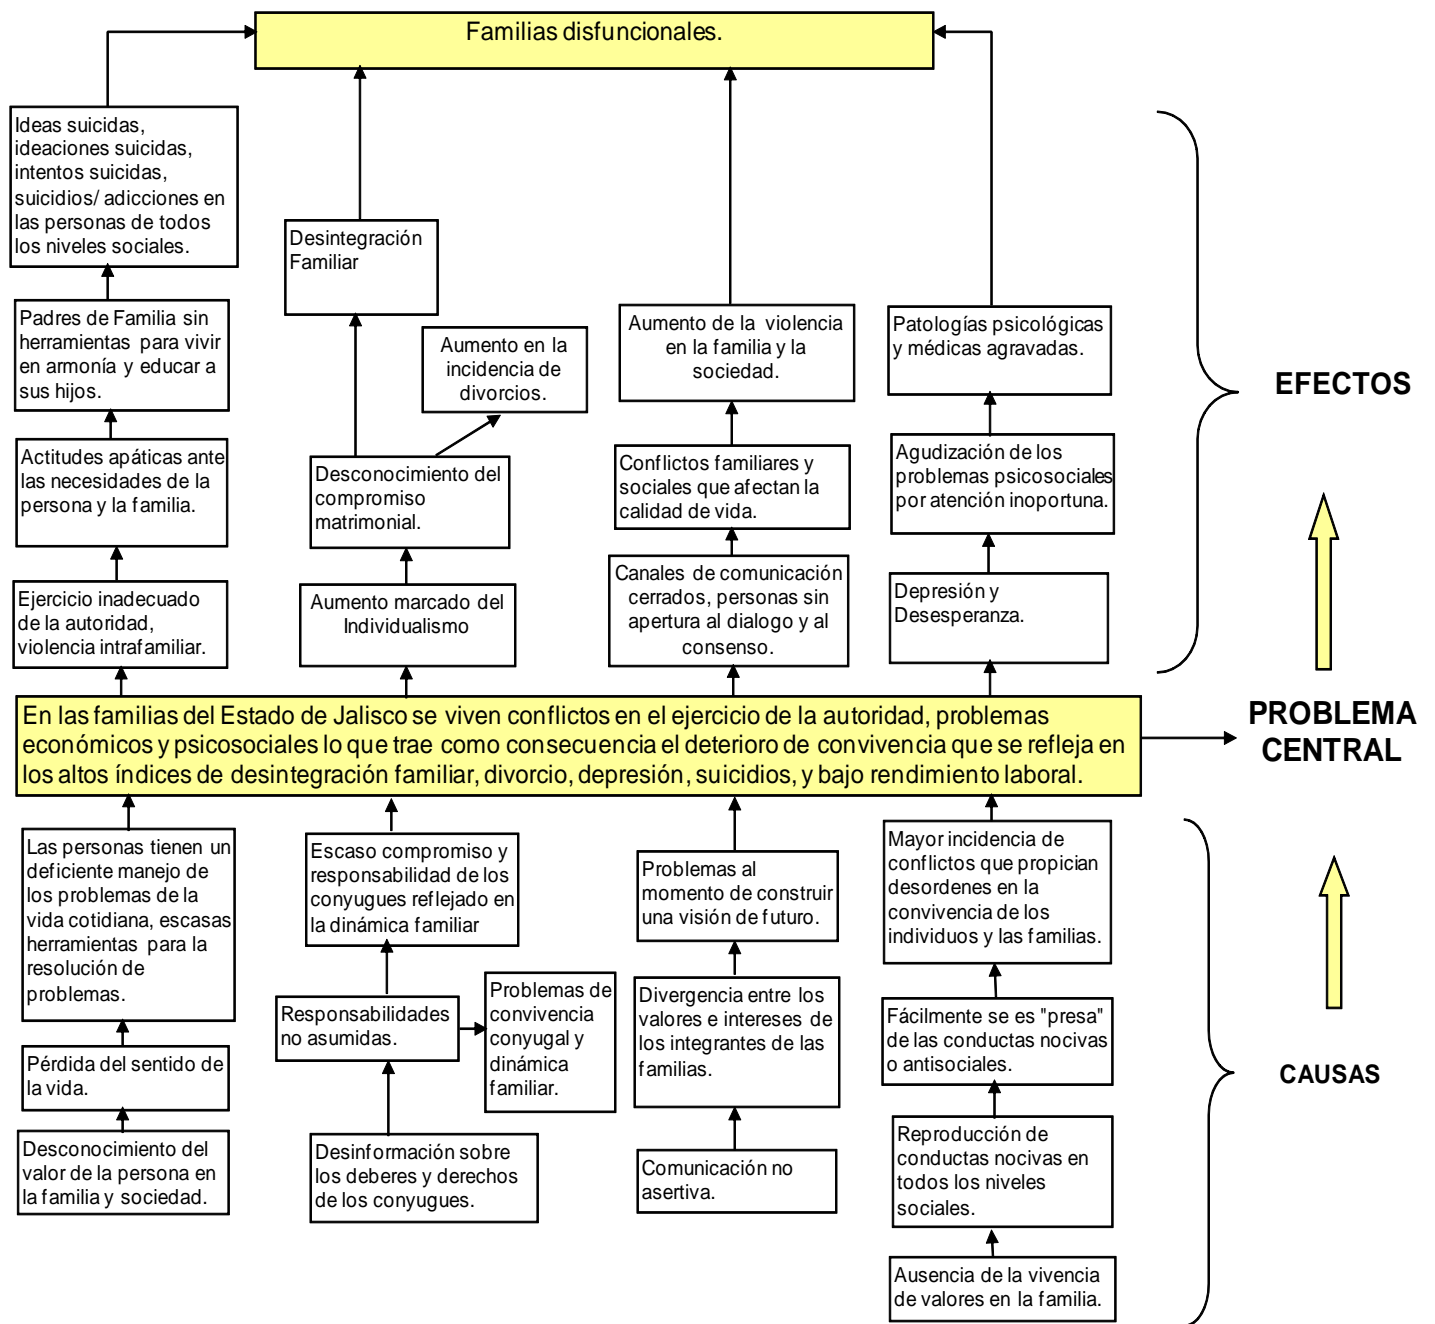 Familias disfuncionales.
Ideas suicidas,
ideaciones suicidas,
intentos suicidas,
suicidios/ adicciones en
las personas de todos
los niveles sociales.
Desintegración
Familiar
Padres de Familia sin
herramientas para vivir
en armonía y educar a
sus hijos.
Aumento en la
incidencia de
divorcios.
Aumento de la violencia
en la familia y la
sociedad.
Patologías psicológicas
y médicas agravadas.
EFECTOS
Actitudes apáticas ante
las necesidades de la
persona y la familia.
Desconocimiento del
compromiso
matrimonial.
Conflictos familiares y
sociales que afectan la
calidad de vida.
Agudización de los
problemas psicosociales
por atención inoportuna.
Ejercicio inadecuado
de la autoridad,
violencia intrafamiliar.
Aumento marcado del
Individualismo
Canales de comunicación
cerrados, personas sin
apertura al dialogo y al
consenso.
Depresión y
Desesperanza.
En las familias del Estado de Jalisco se viven conflictos en el ejercicio de la autoridad, problemas
económicos y psicosociales lo que trae como consecuencia el deterioro de convivencia que se refleja en
los altos índices de desintegración familiar, divorcio, depresión, suicidios, y bajo rendimiento laboral.
PROBLEMA
CENTRAL
Las personas tienen un
deficiente manejo de
los problemas de la
vida cotidiana, escasas
herramientas para la
resolución de
problemas.
Escaso compromiso y
responsabilidad de los
conyugues reflejado en
la dinámica familiar
Problemas al
momento de construir
una visión de futuro.
Mayor incidencia de
conflictos que propician
desordenes en la
convivencia de los
individuos y las familias.
Responsabilidades
no asumidas.
Problemas de
convivencia
conyugal y
dinámica
familiar.
Divergencia entre los
valores e intereses de
los integrantes de las
familias.
Fácilmente se es "presa"
de las conductas nocivas
o antisociales.
CAUSAS
Pérdida del sentido de
la vida.
Desconocimiento del
valor de la persona en
la familia y sociedad.
Desinformación sobre
los deberes y derechos
de los conyugues.
Comunicación no
asertiva.
Reproducción de
conductas nocivas en
todos los niveles
sociales.
Ausencia de la vivencia
de valores en la familia.